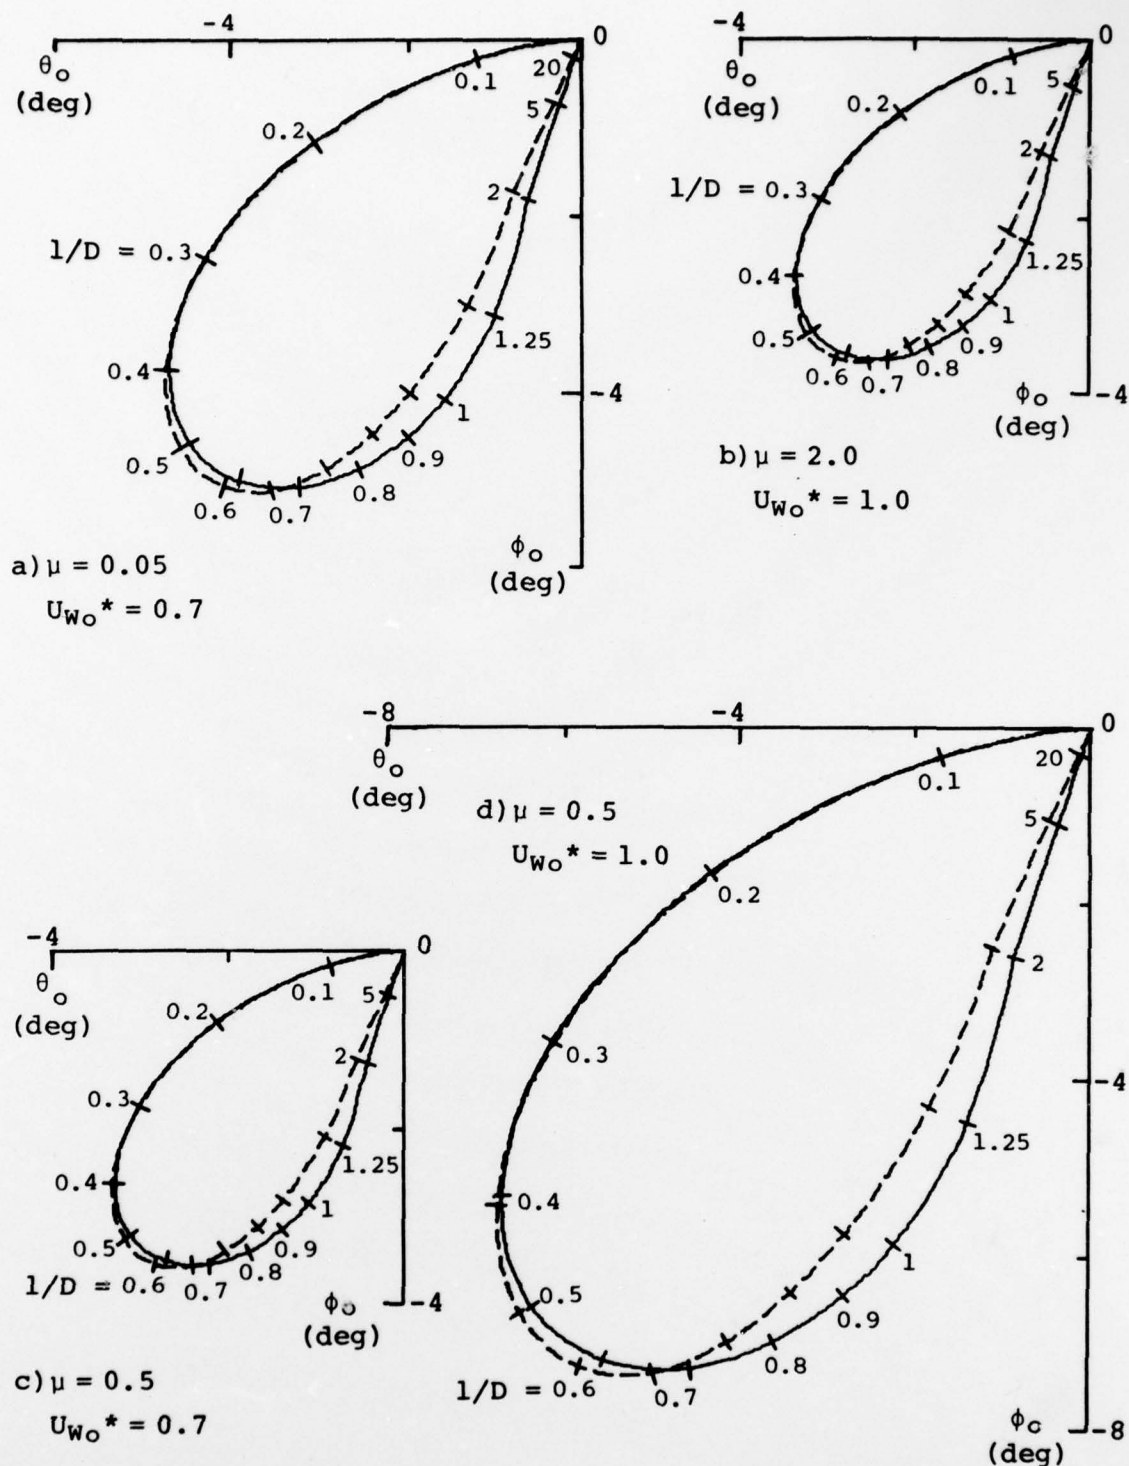 -4
0
θo
(deg)
0.1
20
5
0.2
2
l/D = 0.3
1.25
0.4
1
0.9
0.5
0.8
0.6
0.7
-4
φo
(deg)
a) μ = 0.05
UWo* = 0.7
-4
0
θo
(deg)
0.1
5
0.2
2
l/D = 0.3
1.25
0.4
1
0.5
0.9
0.8
0.6
0.7
-4
φo
(deg)
b) μ = 2.0
UWo* = 1.0
-4
0
θo
(deg)
0.1
5
0.2
2
0.3
1.25
0.4
1
0.5
0.9
0.8
l/D = 0.6
0.7
-4
φo
(deg)
c) μ = 0.5
UWo* = 0.7
-8
-4
0
θo
(deg)
20
0.1
d) μ = 0.5
UWo* = 1.0
5
0.2
2
0.3
-4
1.25
0.4
1
0.5
0.9
0.8
l/D = 0.6
0.7
φo
-8
(deg)